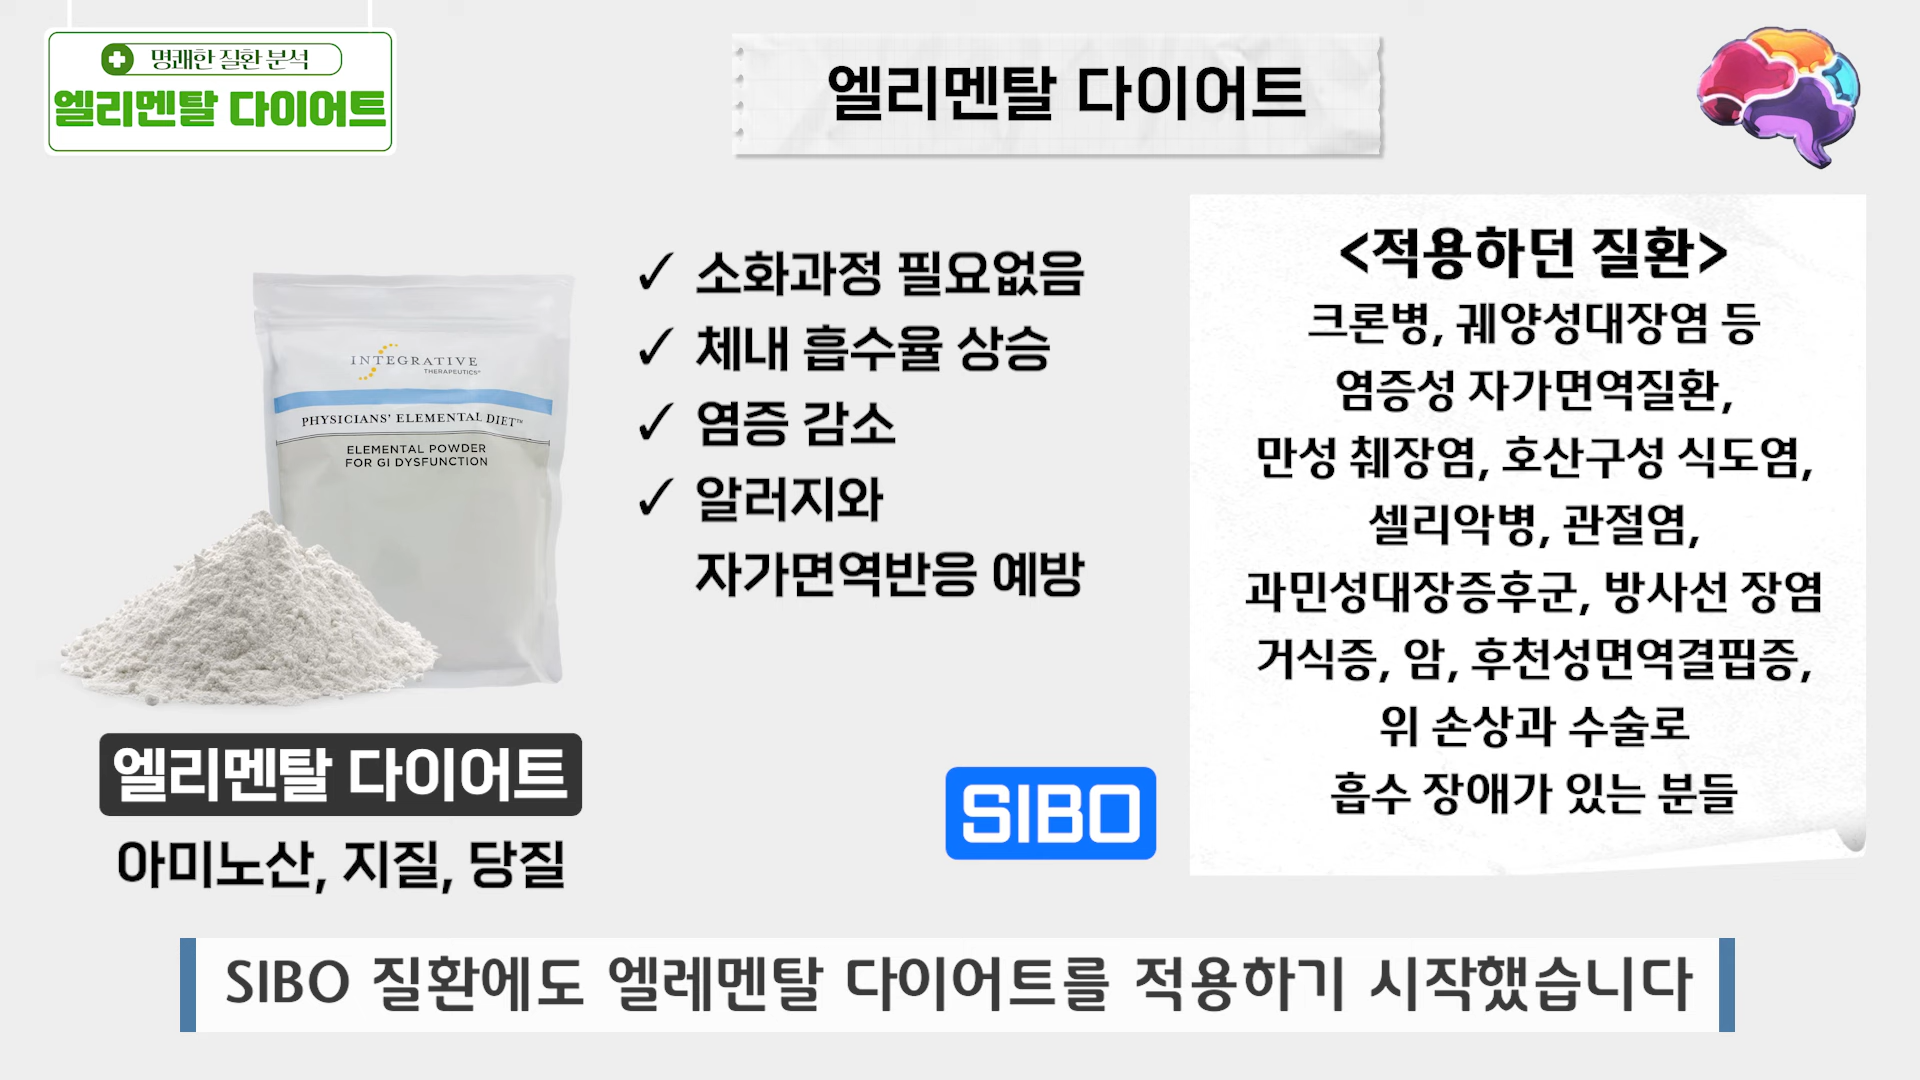 명쾌한 질환 분석
엘리멘탈 다이어트
엘리멘탈 다이어트
INTEGRATIVE
THERAPEUTICS®
PHYSICIANS' ELEMENTAL DIET™
ELEMENTAL POWDER
FOR GI DYSFUNCTION
엘리멘탈 다이어트
아미노산, 지질, 당질
✓ 소화과정 필요없음
✓ 체내 흡수율 상승
✓ 염증 감소
✓ 알러지와
자가면역반응 예방
SIBO
<적용하던 질환>
크론병, 궤양성대장염 등
염증성 자가면역질환,
만성 췌장염, 호산구성 식도염,
셀리악병, 관절염,
과민성대장증후군, 방사선 장염
거식증, 암, 후천성면역결핍증,
위 손상과 수술로
흡수 장애가 있는 분들
SIBO 질환에도 엘레멘탈 다이어트를 적용하기 시작했습니다